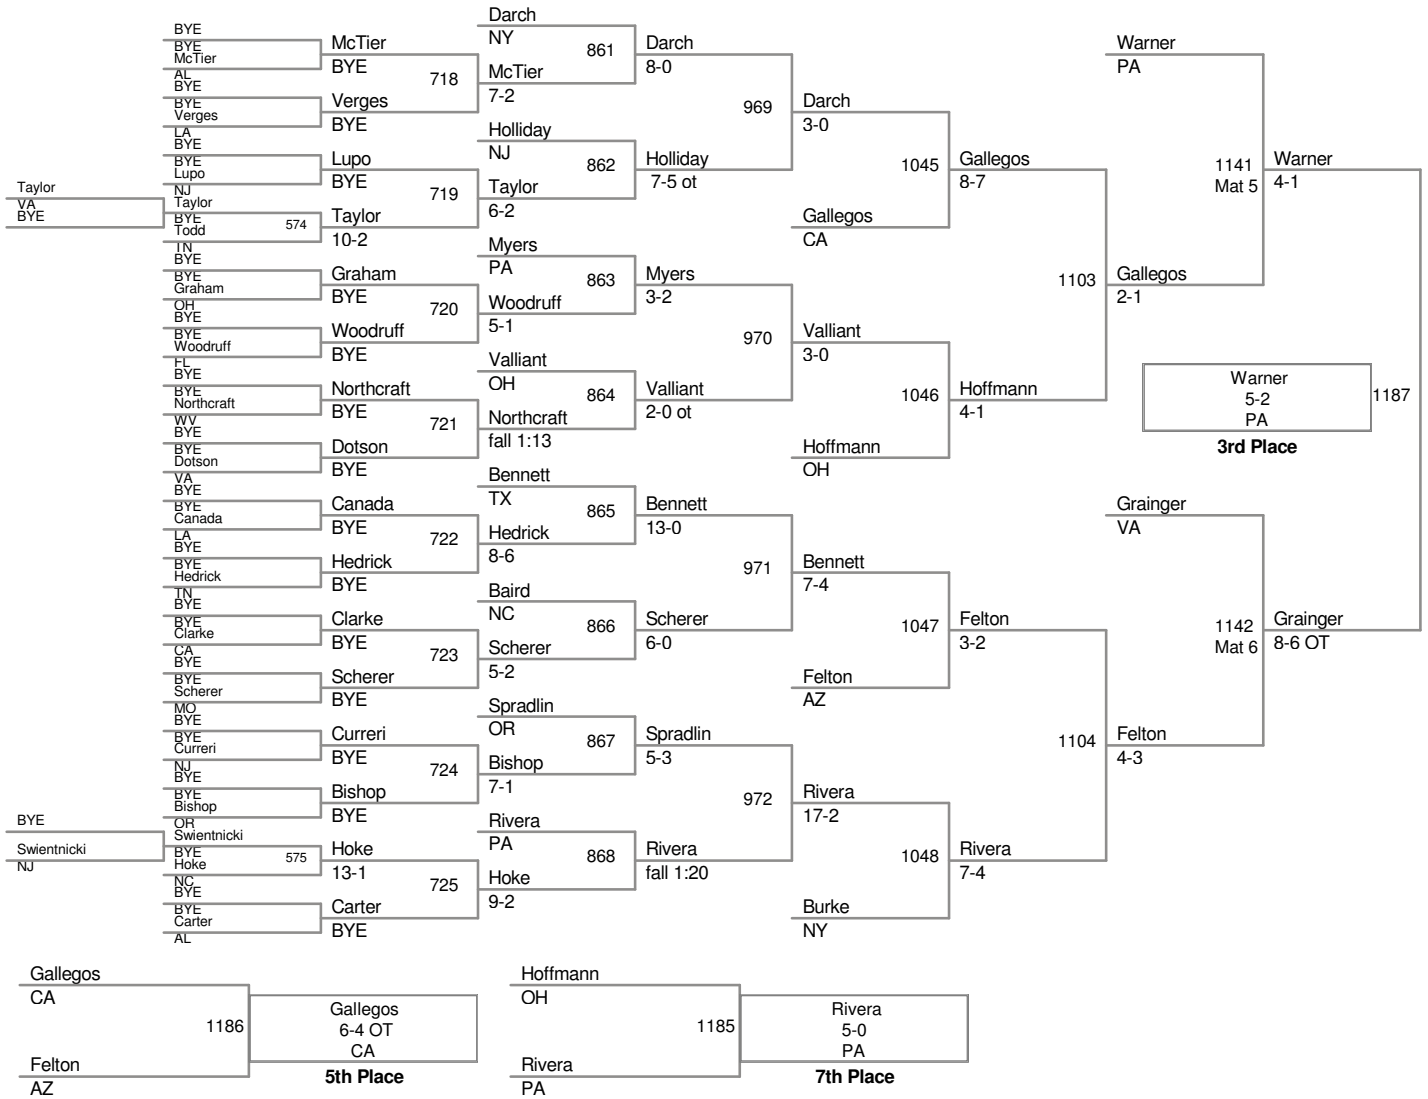 Taylor
VA
BYE
BYE
Swientnicki
NJ
BYE
BYE
McTier
AL
BYE
BYE
Verges
LA
BYE
BYE
Lupo
NJ
Taylor
BYE
Todd
574
TN
BYE
BYE
Graham
OH
BYE
BYE
Woodruff
FL
BYE
BYE
Northcraft
WV
BYE
BYE
Dotson
VA
BYE
BYE
Canada
LA
BYE
BYE
Hedrick
TN
BYE
BYE
Clarke
CA
BYE
BYE
Scherer
MO
BYE
BYE
Curreri
NJ
BYE
BYE
Bishop
OR
Swientnicki
BYE
Hoke
575
NC
BYE
BYE
Carter
AL
McTier
BYE
718
Verges
BYE
Lupo
BYE
719
Taylor
10-2
Graham
BYE
720
Woodruff
BYE
Northcraft
BYE
721
Dotson
BYE
Canada
BYE
722
Hedrick
BYE
Clarke
BYE
723
Scherer
BYE
Curreri
BYE
724
Bishop
BYE
Hoke
13-1
725
Carter
BYE
Darch
NY
861
McTier
7-2
Holliday
NJ
862
Taylor
6-2
Myers
PA
863
Woodruff
5-1
Valliant
OH
864
Northcraft
fall 1:13
Bennett
TX
865
Hedrick
8-6
Baird
NC
866
Scherer
5-2
Spradlin
OR
867
Bishop
7-1
Rivera
PA
868
Hoke
9-2
Darch
8-0
969
Holliday
7-5 ot
Myers
3-2
970
Valliant
2-0 ot
Bennett
13-0
971
Scherer
6-0
Spradlin
5-3
972
Rivera
fall 1:20
Darch
3-0
1045
Gallegos
CA
Valliant
3-0
1046
Hoffmann
OH
Bennett
7-4
1047
Felton
AZ
Rivera
17-2
1048
Burke
NY
Gallegos
8-7
1103
Hoffmann
4-1
Felton
3-2
1104
Rivera
7-4
Warner
PA
1141
Mat 5
Gallegos
2-1
Grainger
VA
1142
Mat 6
Felton
4-3
Warner
4-1
Warner
5-2
PA
1187
3rd Place
Grainger
8-6 OT
Gallegos
CA
1186
Felton
AZ
Gallegos
6-4 OT
CA
5th Place
Hoffmann
OH
1185
Rivera
PA
Rivera
5-0
PA
7th Place